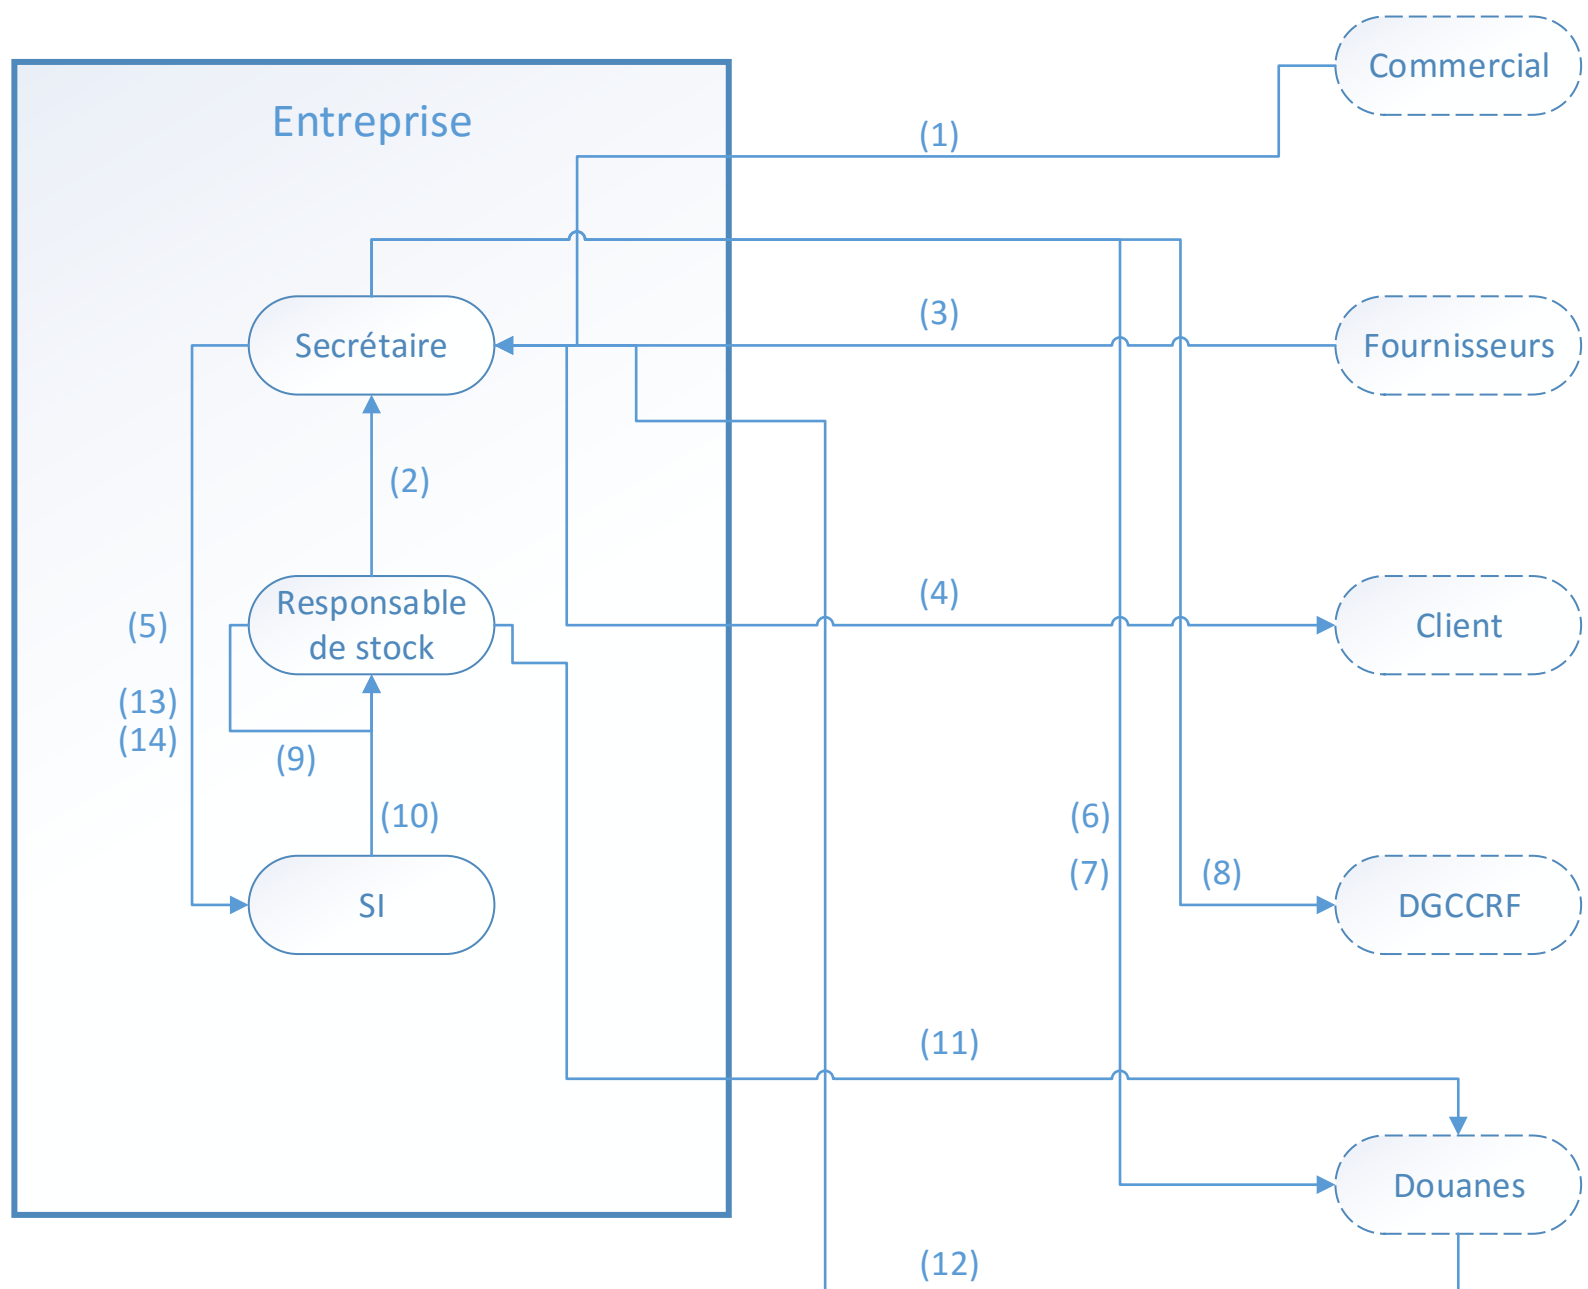 Commercial
Entreprise
(1)
(3)
Secrétaire
Fournisseurs
(2)
(4)
Responsable
de stock
(5)
Client
(13)
(14)
(9)
(10)
(6)
(7)
(8)
SI
DGCCRF
(11)
Douanes
(12)